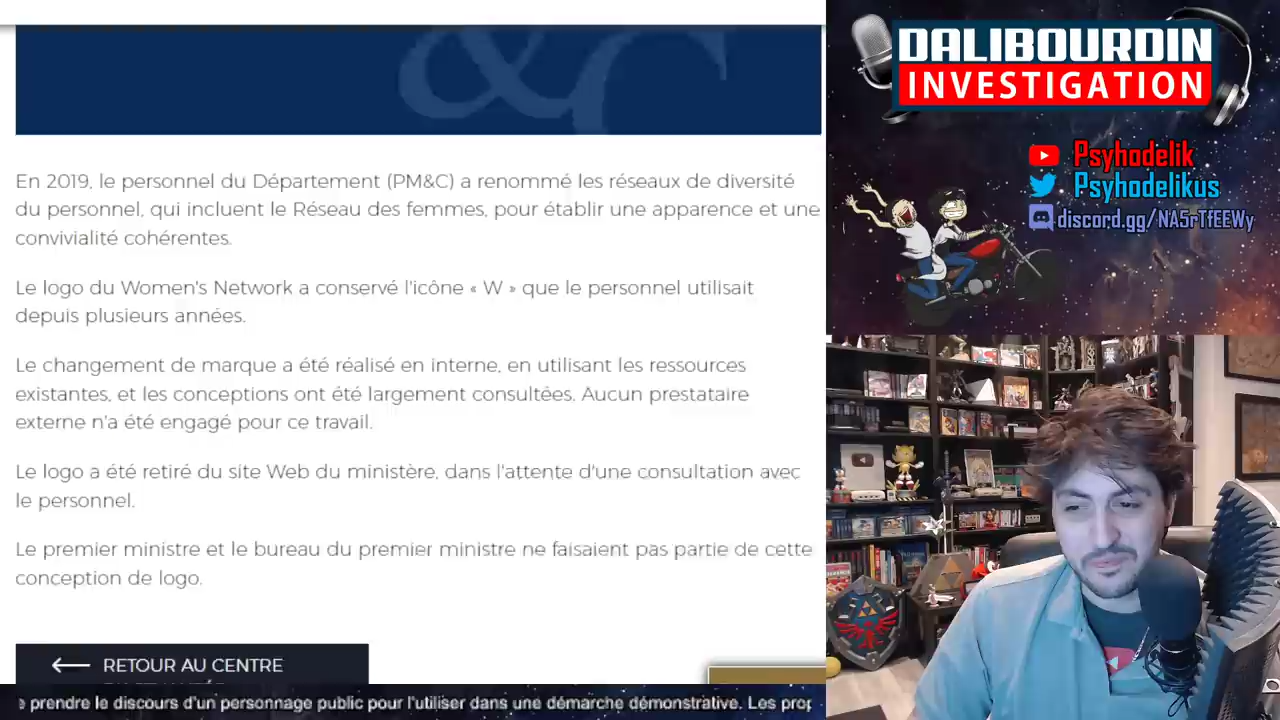 &C
En 2019, le personnel du Département (PM&C) a renommé les réseaux de diversité
du personnel, qui incluent le Réseau des femmes, pour établir une apparence et une
convivialité cohérentes.
Le logo du Women's Network a conservé l'icône « W » que le personnel utilisait
depuis plusieurs années.
Le changement de marque a été réalisé en interne, en utilisant les ressources
existantes, et les conceptions ont été largement consultées. Aucun prestataire
externe n'a été engagé pour ce travail.
Le logo a été retiré du site Web du ministère, dans l'attente d'une consultation avec
le personnel.
Le premier ministre et le bureau du premier ministre ne faisaient pas partie de cette
conception de logo.
← RETOUR AU CENTRE
DALIBOURDIN
INVESTIGATION
Psyhodelik
Psyhodelikus
discord.gg/NA5rTfEEWy
prendre le discours d'un personnage public pour l'utiliser dans une démarche démonstrative. Les